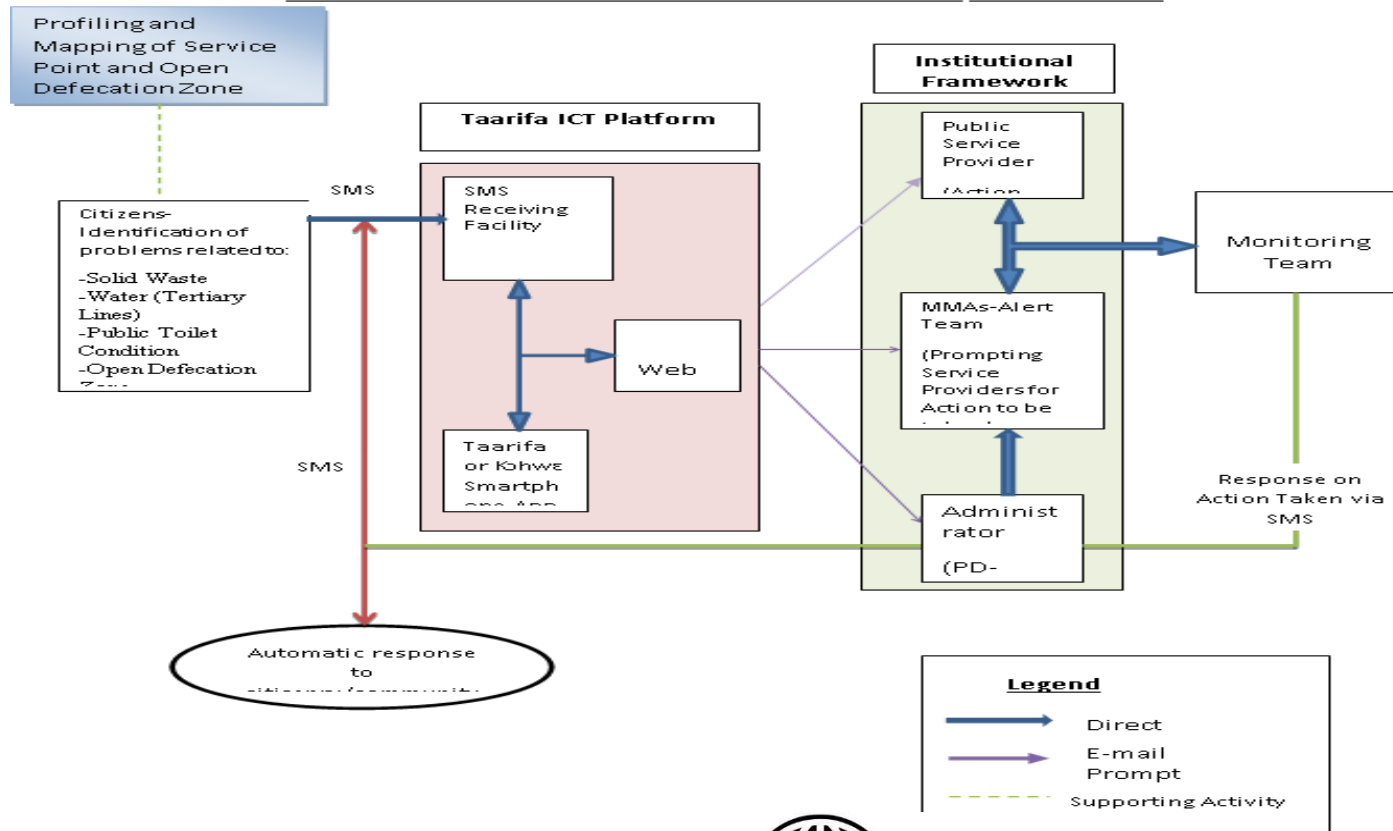 Profiling and
Mapping of Service
Point and Open
Defecation Zone
Institutional
Framework
Taarifa ICT Platform
Public
Service
Provider
(Action
SMS
SMS
Receiving
Facility
Citizens-
Identification of
problems related to:
-Solid Waste
-Water (Tertiary
Lines)
-Public Toilet
Condition
-Open Defecation
Monitoring
Team
MMAs-Alert
Team
(Prompting
Service
Providers for
Action to be
Web
Taarifa
or Kɔhwɛ
Smartph
SMS
Response on
Action Taken via
SMS
Administ
rator
(PD-
Automatic response
to
Legend
Direct
E-mail
Prompt
Supporting Activity